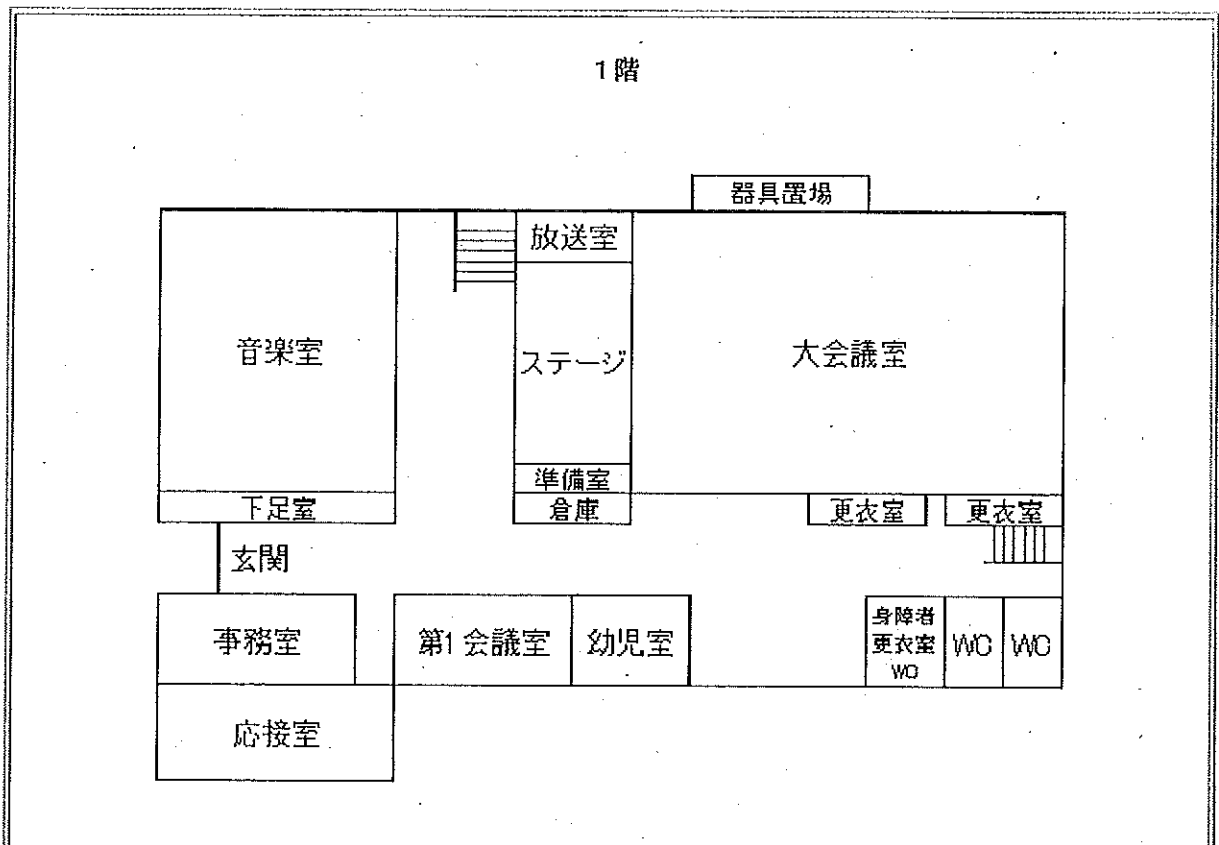 1階
器具置場
放送室
音楽室
ステージ
大会議室
準備室
下足室
倉庫
更衣室
更衣室
玄関
事務室
第1会議室
幼児室
身障者
更衣室
WC
WC
WC
応接室